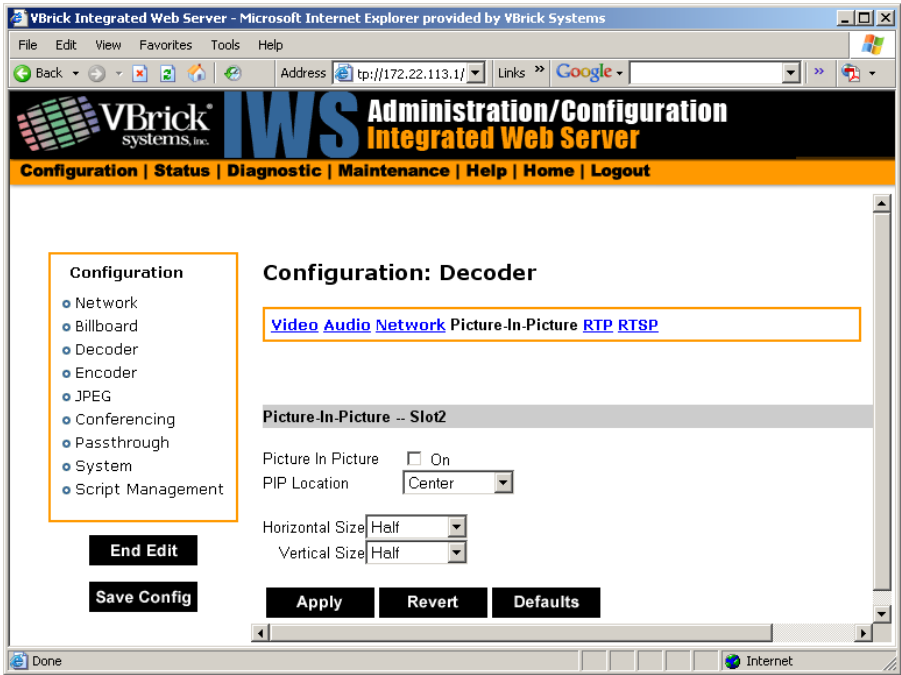 VBrick Integrated Web Server - Microsoft Internet Explorer provided by VBrick Systems
File Edit View Favorites Tools Help
Back Address tp://172.22.113.1/ Links » Google »
VBrick systems, inc. IWS Administration/Configuration
Integrated Web Server
Configuration | Status | Diagnostic | Maintenance | Help | Home | Logout
Configuration
Network
Billboard
Decoder
Encoder
JPEG
Conferencing
Passthrough
System
Script Management
End Edit
Save Config
Configuration: Decoder
Video Audio Network Picture-In-Picture RTP RTSP
Picture-In-Picture -- Slot2
Picture In Picture On
PIP Location Center
Horizontal Size Half
Vertical Size Half
Apply Revert Defaults
Done Internet